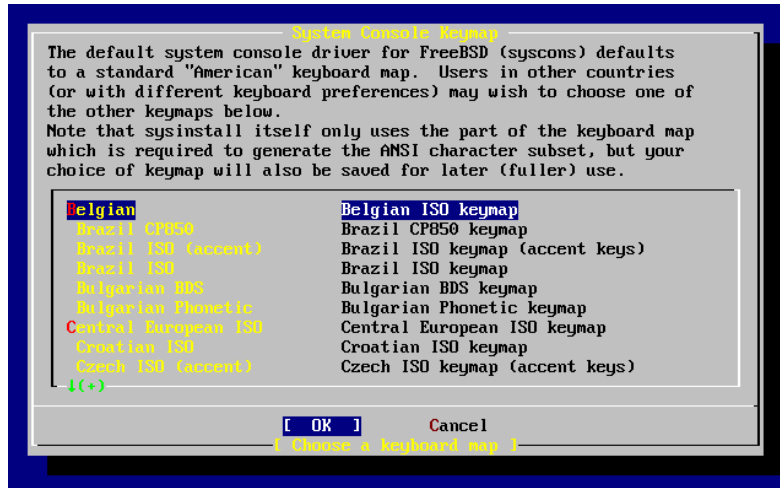 System Console Keymap
The default system console driver for FreeBSD (syscons) defaults
to a standard "American" keyboard map.  Users in other countries
(or with different keyboard preferences) may wish to choose one of
the other keymaps below.
Note that sysinstall itself only uses the part of the keyboard map
which is required to generate the ANSI character subset, but your
choice of keymap will also be saved for later (fuller) use.
Belgian Belgian ISO keymap
Brazil CP850 Brazil CP850 keymap
Brazil ISO (accent) Brazil ISO keymap (accent keys)
Brazil ISO Brazil ISO keymap
Bulgarian BDS Bulgarian BDS keymap
Bulgarian Phonetic Bulgarian Phonetic keymap
Central European ISO Central European ISO keymap
Croatian ISO Croatian ISO keymap
Czech ISO (accent) Czech ISO keymap (accent keys)
↓(+)
[ OK ] Cancel
[ Choose a keyboard map ]